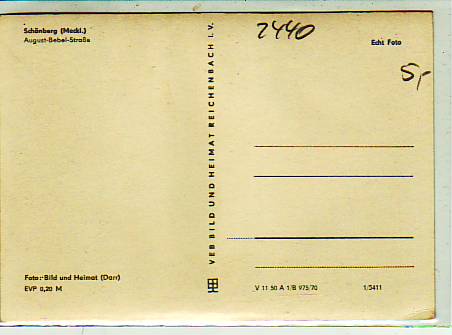 Schönberg (Meckl.)
August-Bebel-Straße
2440
Echt Foto
5,-
VEB BILD UND HEIMAT REICHENBACH i. V.
Foto: Bild und Heimat (Darr)
EVP 0,20 M
V 11 50 A 1/B 975/70
1/3411